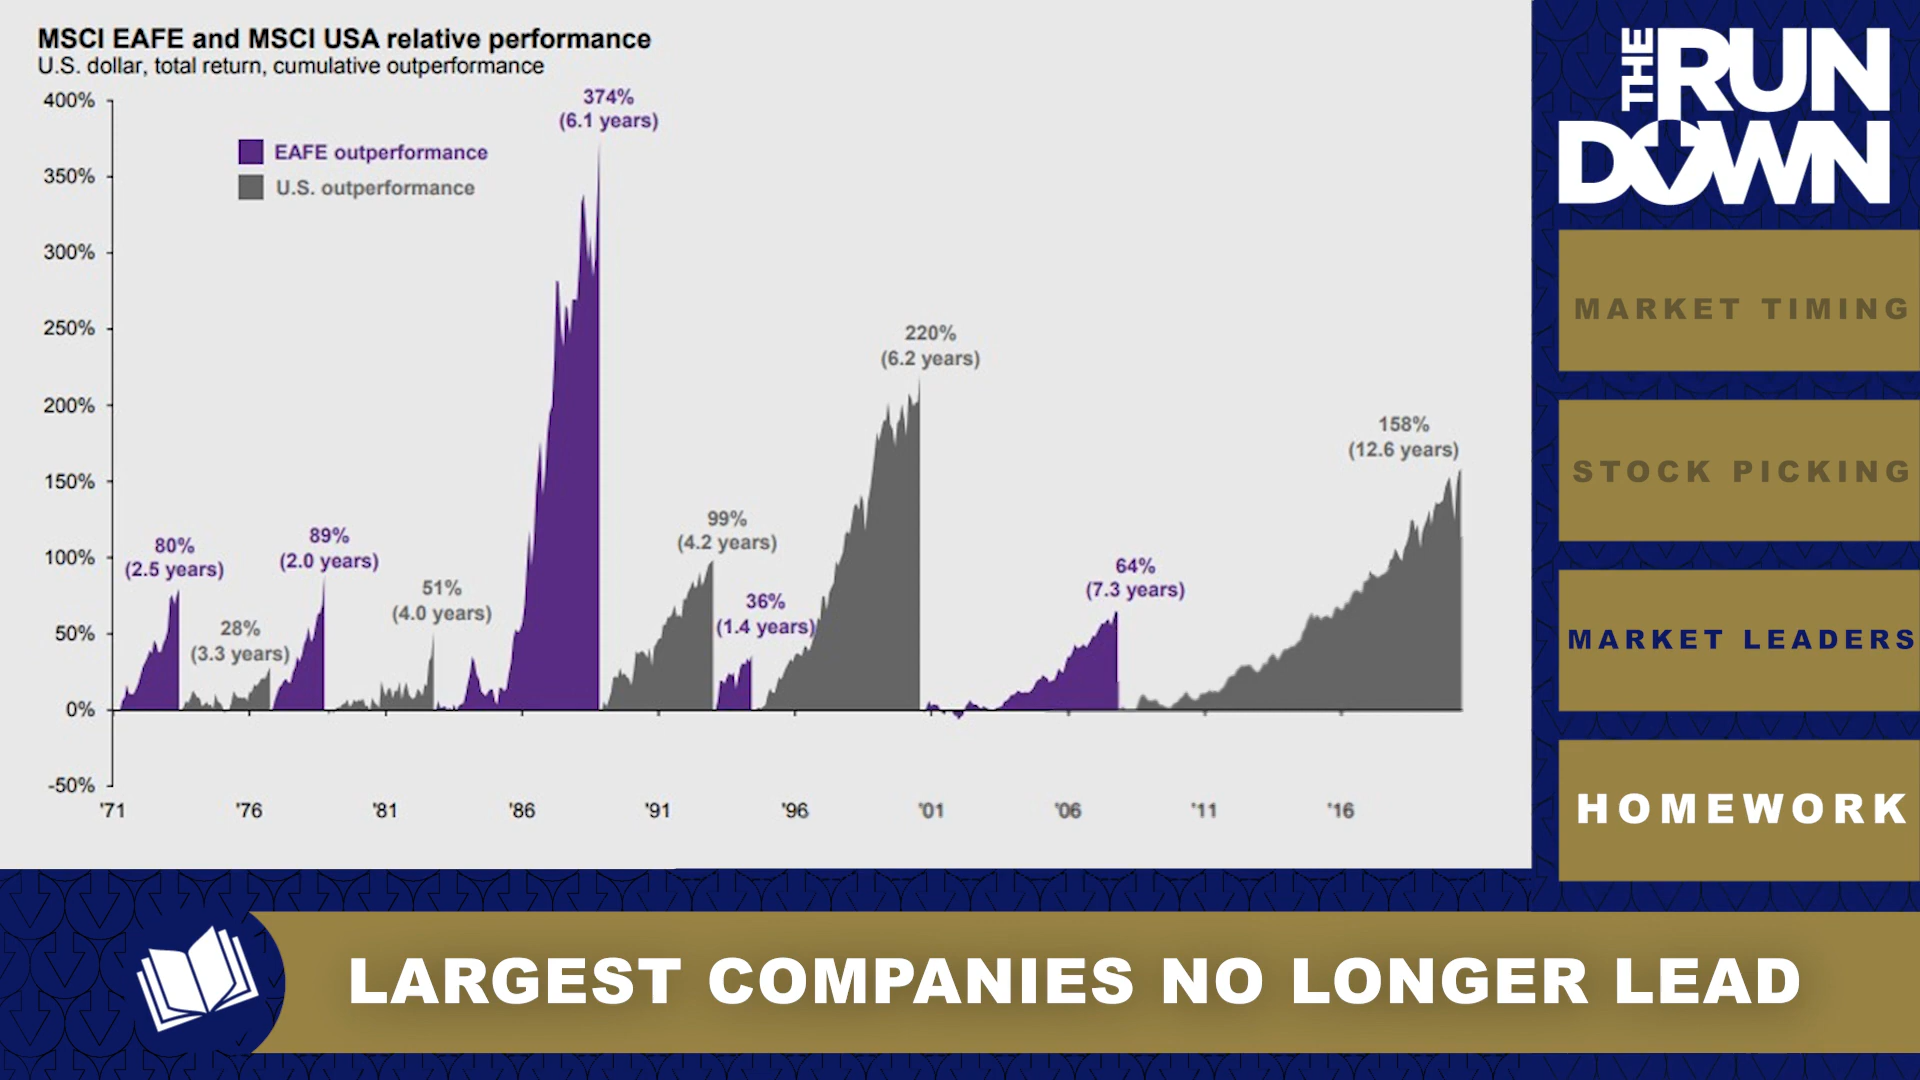 MSCI EAFE and MSCI USA relative performance
U.S. dollar, total return, cumulative outperformance
400%
350%
300%
250%
200%
150%
100%
50%
0%
-50%
EAFE outperformance
U.S. outperformance
80%
(2.5 years)
28%
(3.3 years)
89%
(2.0 years)
51%
(4.0 years)
374%
(6.1 years)
99%
(4.2 years)
36%
(1.4 years)
220%
(6.2 years)
64%
(7.3 years)
158%
(12.6 years)
'71 '76 '81 '86 '91 '96 '01 '06 '11 '16
THE RUN
DOWN
MARKET TIMING
STOCK PICKING
MARKET LEADERS
HOMEWORK
LARGEST COMPANIES NO LONGER LEAD